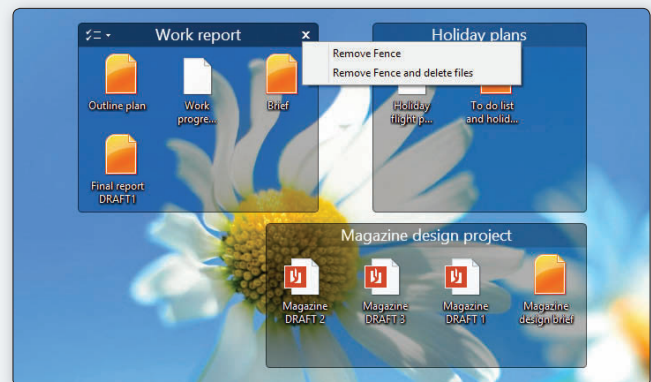 Work report
x
Outline plan
Work
progre...
Brief
Final report
DRAFT1
Remove Fence
Remove Fence and delete files
Holiday plans
Holiday
flight p...
To do list
and holid...
Magazine design project
Magazine
DRAFT 2
Magazine
DRAFT 3
Magazine
DRAFT 1
Magazine
design brief